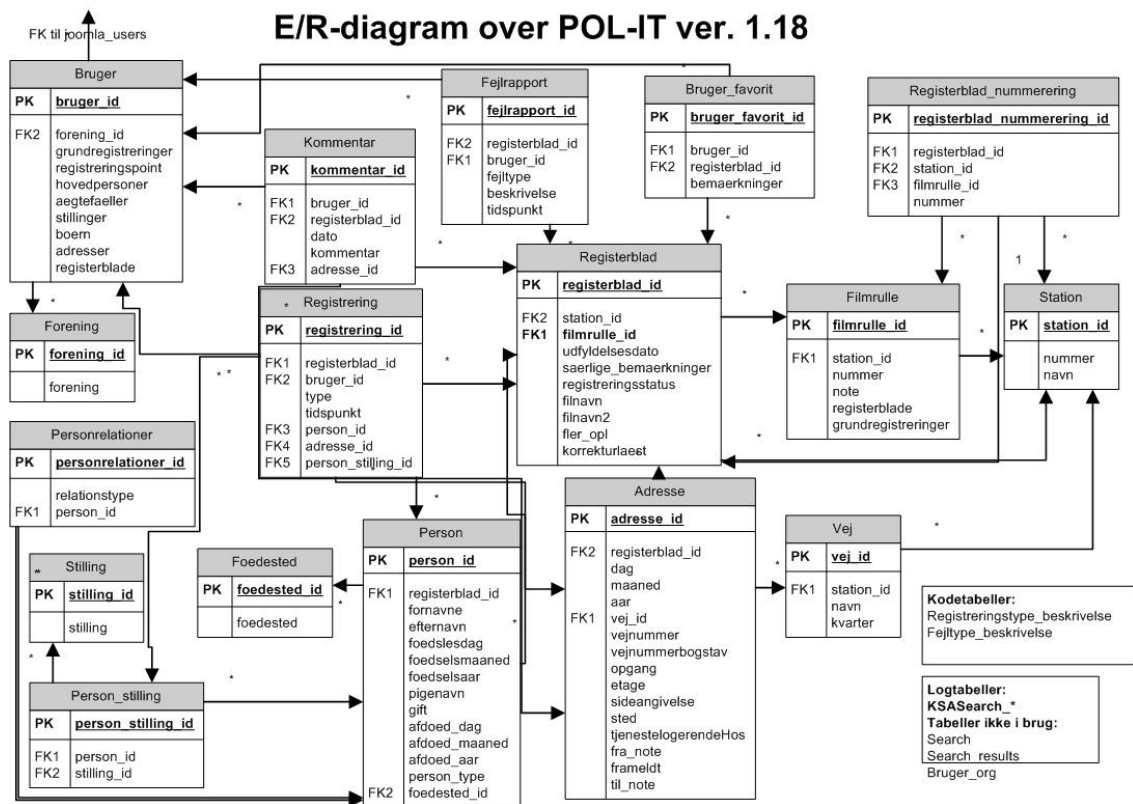 E/R-diagram over POL-IT ver. 1.18
FK til joomla_users
Bruger
PK bruger_id
FK2 forening_id
grundregistreringer
registreringspoint
hovedpersoner
aegtefaeller
stillinger
boern
adresser
registerblade
Fejlrapport
PK fejlrapport_id
FK2 registerblad_id
FK1 bruger_id
fejltype
beskrivelse
tidspunkt
Bruger_favorit
PK bruger_favorit_id
FK1 bruger_id
FK2 registerblad_id
bemaerkninger
Registerblad_nummerering
PK registerblad_nummerering_id
FK1 registerblad_id
FK2 station_id
FK3 filmrulle_id
nummer
Kommentar
PK kommentar_id
FK1 bruger_id
FK2 registerblad_id
dato
kommentar
FK3 adresse_id
Registerblad
PK registerblad_id
FK2 station_id
FK1 filmrulle_id
udfyldelsesdato
saerlige_bemaerkninger
registreringsstatus
filnavn
filnavn2
fler_opl
korrekturlaest
Filmrulle
PK filmrulle_id
FK1 station_id
nummer
note
registerblade
grundregistreringer
1
Station
PK station_id
nummer
navn
Forening
PK forening_id
forening
Registrering
PK registrering_id
FK1 registerblad_id
FK2 bruger_id
type
tidspunkt
FK3 person_id
FK4 adresse_id
FK5 person_stilling_id
Personrelationer
PK personrelationer_id
relationstype
FK1 person_id
Stilling
PK stilling_id
stilling
Foedested
PK foedested_id
foedested
Person
PK person_id
FK1 registerblad_id
fornavne
efternavn
foedslesdag
foedselsmaaned
foedselsaar
pigenavn
gift
afdoed_dag
afdoed_maaned
afdoed_aar
person_type
FK2 foedested_id
Adresse
PK adresse_id
FK2 registerblad_id
dag
maaned
aar
FK1 vej_id
vejnummer
vejnummerbogstav
opgang
etage
sideangivelse
sted
tjenestelogerendeHos
fra_note
frameldt
til_note
Vej
PK vej_id
FK1 station_id
navn
kvarter
Person_stilling
PK person_stilling_id
FK1 person_id
FK2 stilling_id
Kodetabeller:
Registreringstype_beskrivelse
Fejltype_beskrivelse
Logtabeller:
KSASearch_*
Tabeller ikke i brug:
Search
Search_results
Bruger_org